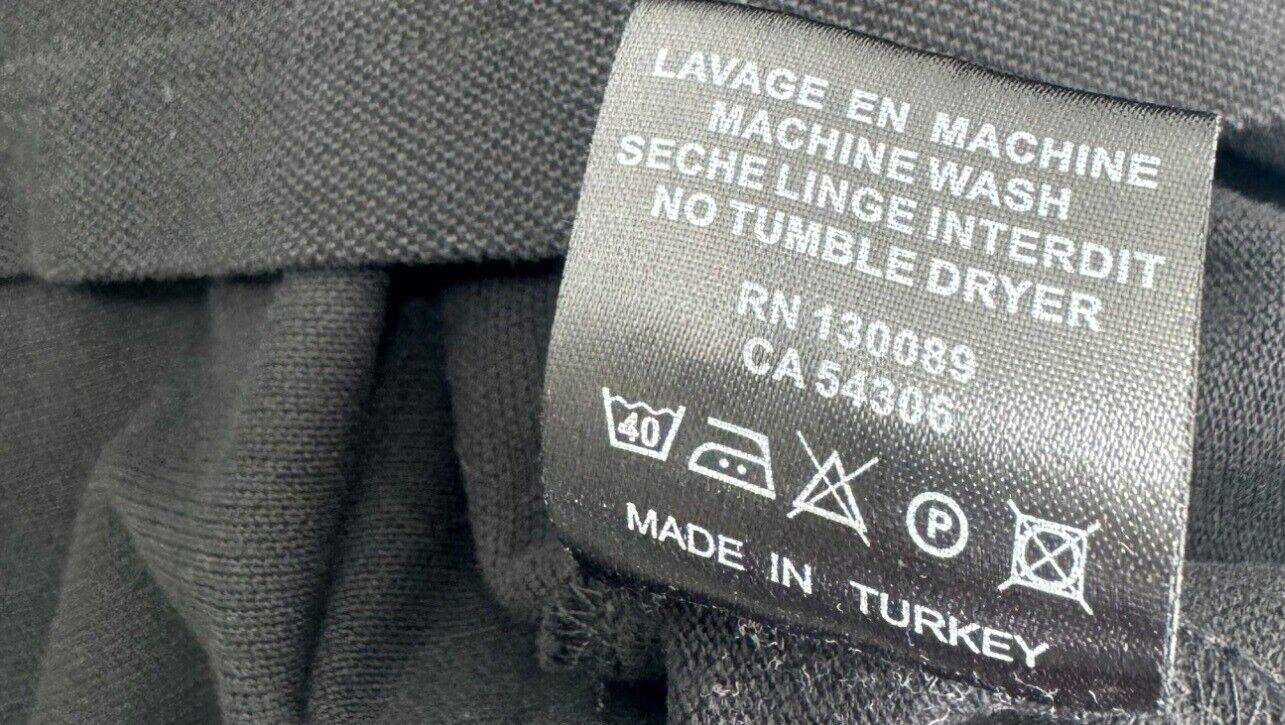 LAVAGE EN MACHINE
MACHINE WASH
SECHE LINGE INTERDIT
NO TUMBLE DRYER
RN 130089
CA 54306
40
P
MADE IN TURKEY